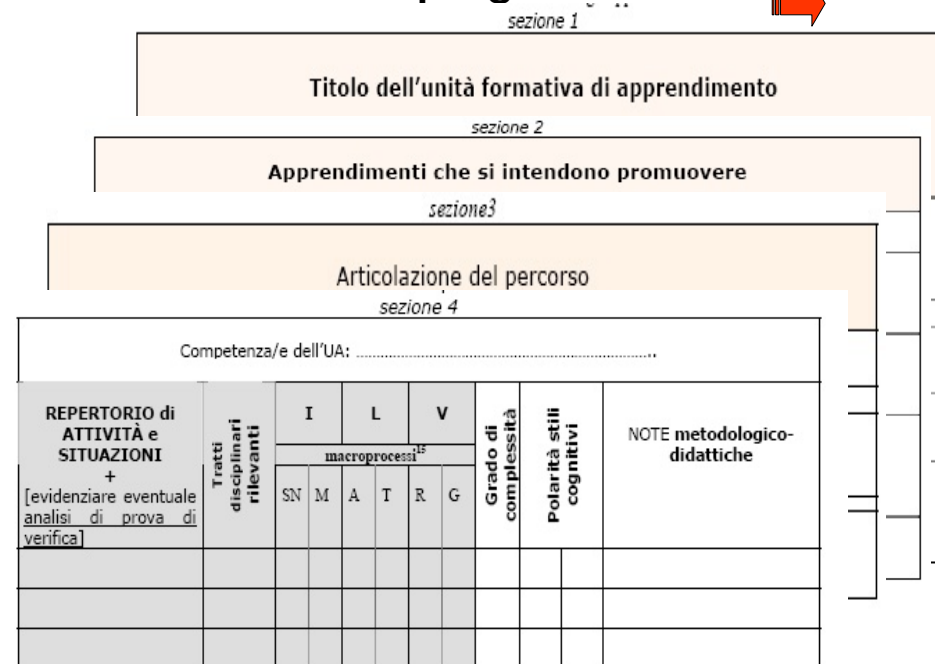 sezione 1
Titolo dell'unità formativa di apprendimento
sezione 2
Apprendimenti che si intendono promuovere
sezione3
Articolazione del percorso
sezione 4
Competenza/e dell'UA: ...............................................................................
REPERTORIO di
ATTIVITÀ e
SITUAZIONI
+
[evidenziare eventuale
analisi di prova di
verifica]
Tratti
disciplinari
rilevanti
I L V
macroprocessi15
SN M A T R G
Grado di
complessità
Polarità stili
cognitivi
NOTE metodologico-
didattiche